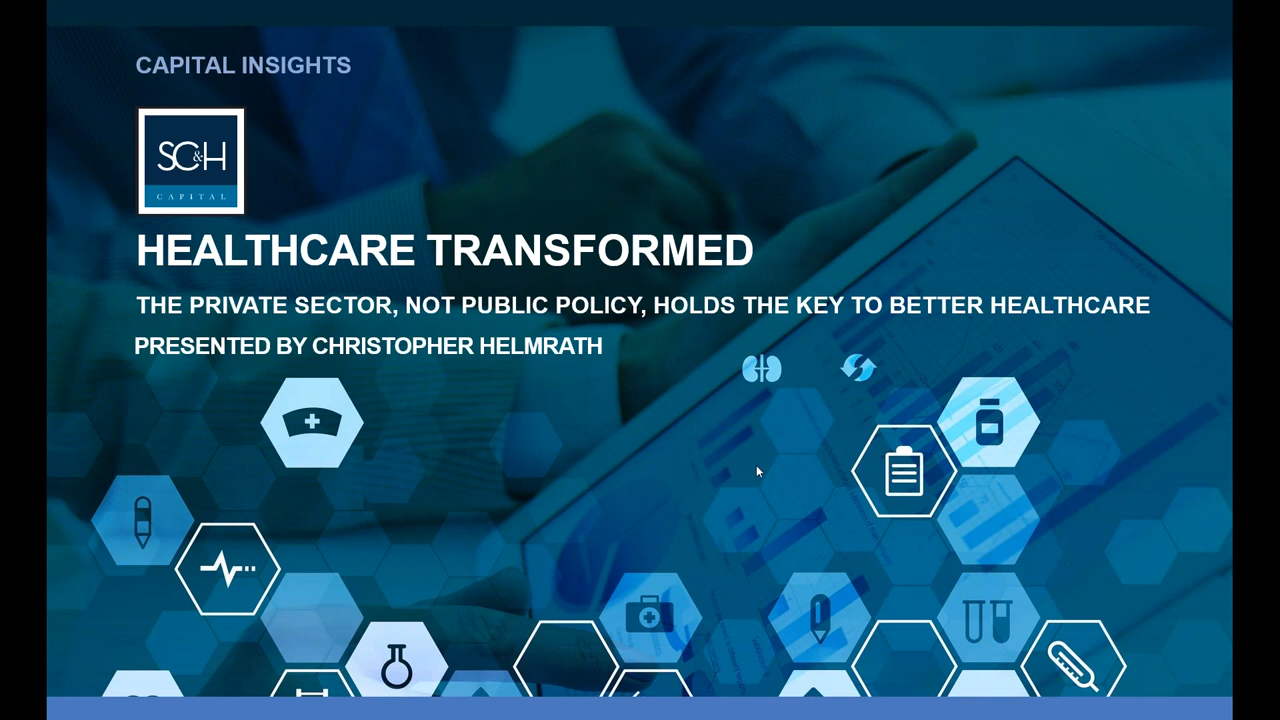 CAPITAL INSIGHTS
SC&H
CAPITAL
HEALTHCARE TRANSFORMED
THE PRIVATE SECTOR, NOT PUBLIC POLICY, HOLDS THE KEY TO BETTER HEALTHCARE
PRESENTED BY CHRISTOPHER HELMRATH